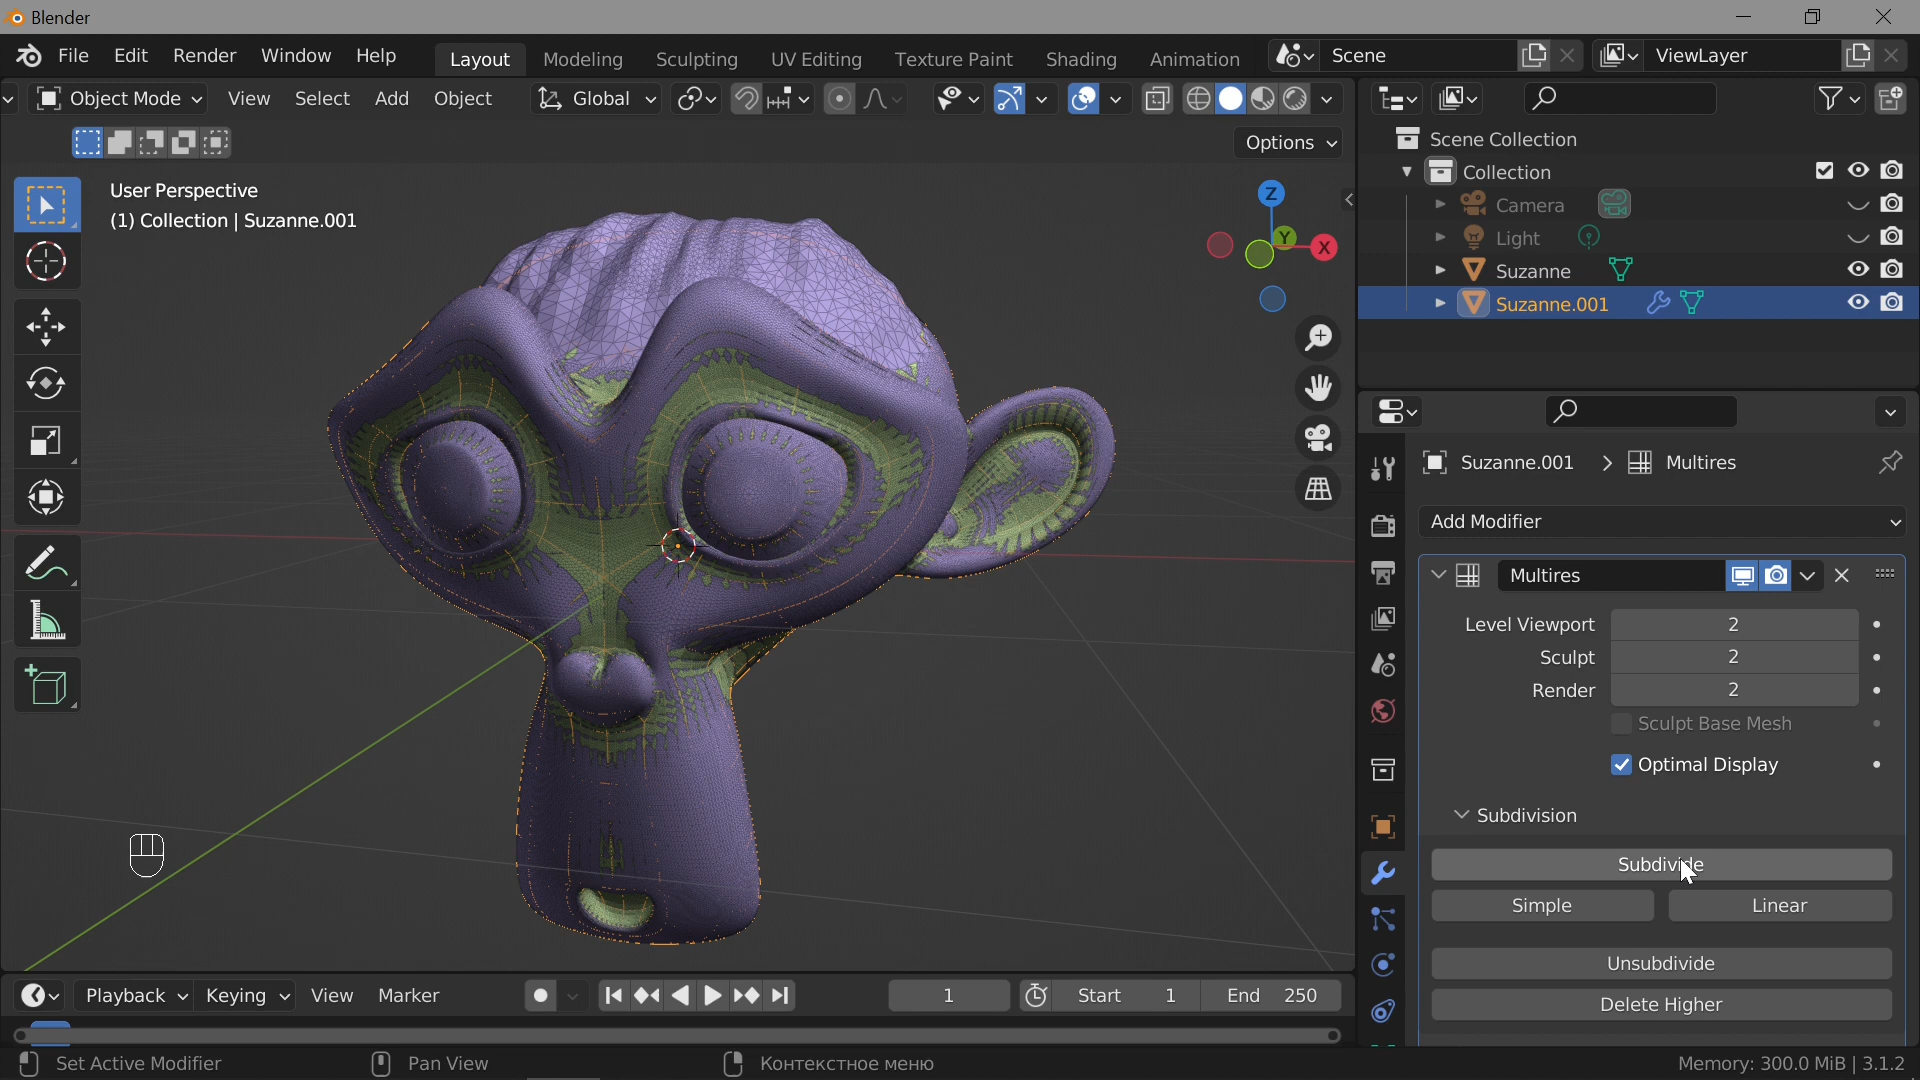 Blender
File Edit Render Window Help Layout Modeling Sculpting UV Editing Texture Paint Shading Animation Scene ViewLayer
Object Mode View Select Add Object Global
Options
User Perspective
(1) Collection | Suzanne.001
Z
Y
X
Scene Collection
Collection
Camera
Light
Suzanne
Suzanne.001
Suzanne.001 > Multires
Add Modifier
Multires
Level Viewport 2
Sculpt 2
Render 2
Sculpt Base Mesh
Optimal Display
Subdivision
Subdivide
Simple Linear
Unsubdivide
Delete Higher
Playback Keying View Marker 1 Start 1 End 250
Set Active Modifier Pan View Контекстное меню Memory: 300.0 MiB | 3.1.2